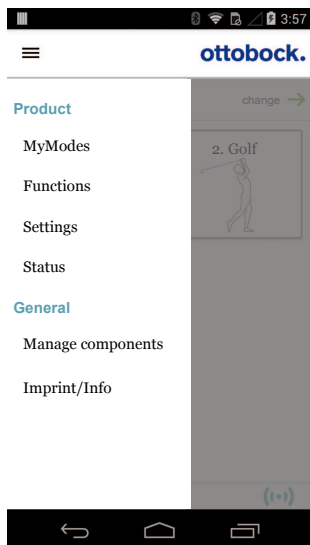 3:57
ottobock.
change
Product
MyModes
2. Golf
Functions
Settings
Status
General
Manage components
Imprint/Info